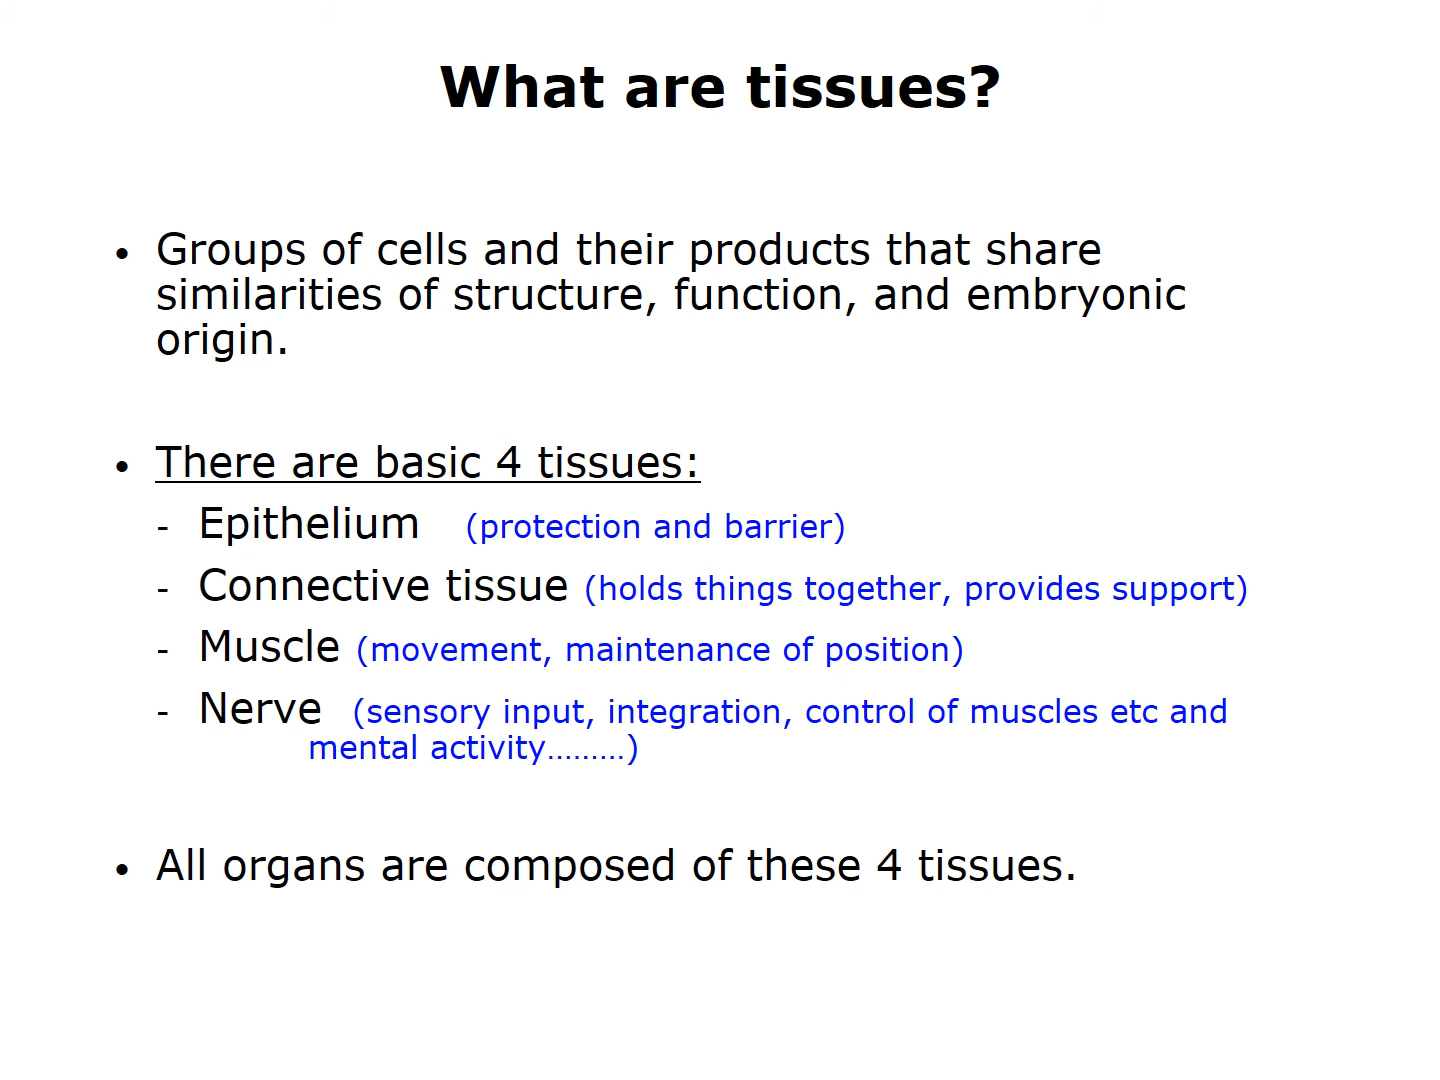 What are tissues?
• Groups of cells and their products that share
similarities of structure, function, and embryonic
origin.
• There are basic 4 tissues:
- Epithelium (protection and barrier)
- Connective tissue (holds things together, provides support)
- Muscle (movement, maintenance of position)
- Nerve (sensory input, integration, control of muscles etc and
mental activity………)
• All organs are composed of these 4 tissues.